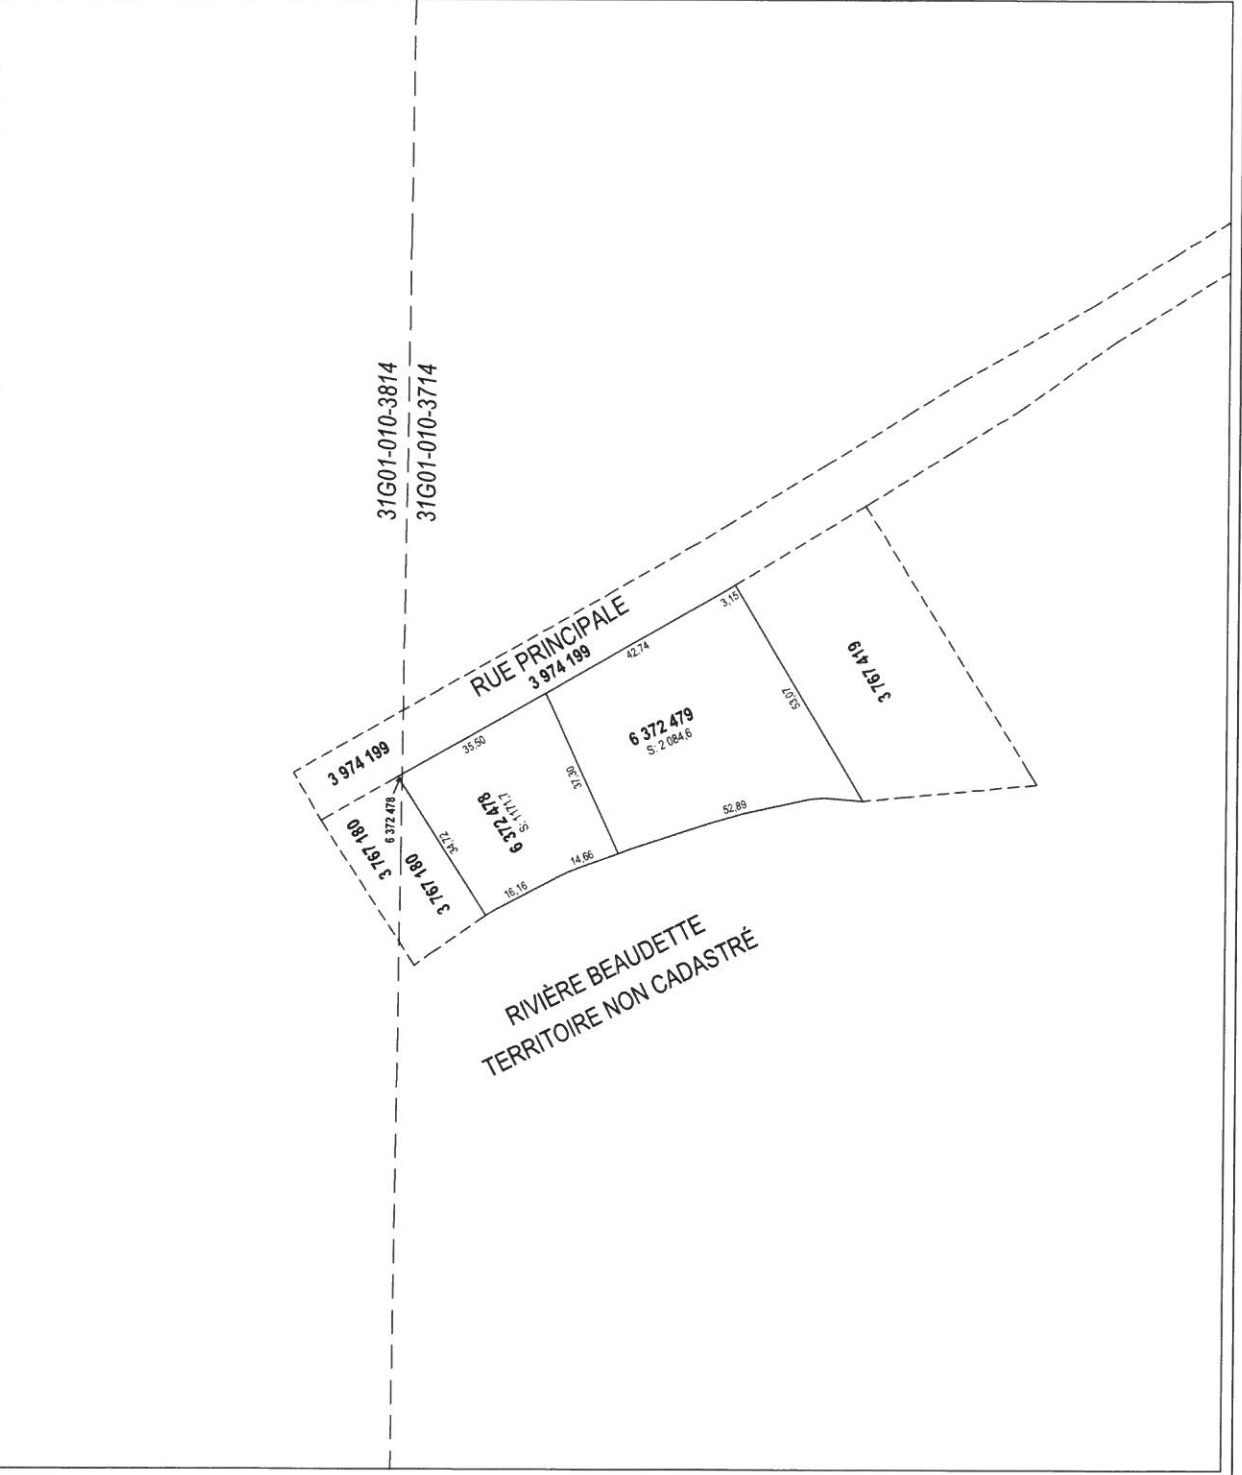 31G01-010-3814
31G01-010-3714
RUE PRINCIPALE
3 974 199
3 974 199
42,74
3,15
35,50
6 372 479
S: 2 084,6
53,07
3 767 419
37,30
6 372 478
S: 1171,7
6 372 478
3 767 180
3 767 180
34,72
52,89
14,66
16,16
RIVIÈRE BEAUDETTE
TERRITOIRE NON CADASTRÉ